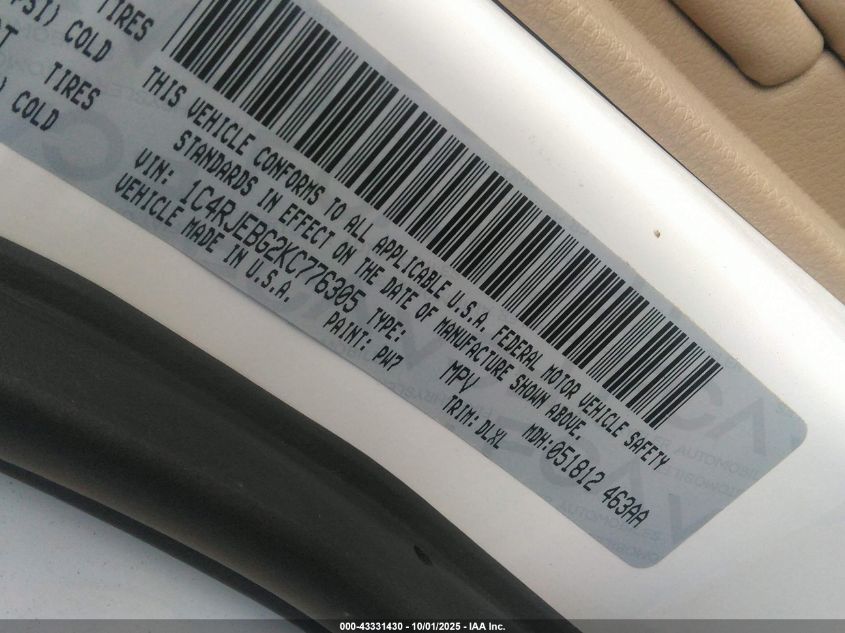 PSI) COLD
TIRES
TIRES
) COLD
THIS VEHICLE CONFORMS TO ALL APPLICABLE U.S.A. FEDERAL MOTOR VEHICLE SAFETY
STANDARDS IN EFFECT ON THE DATE OF MANUFACTURE SHOWN ABOVE.
VIN: 1C4RJEBG2KC776305 TYPE: MPV MDH:051812 463AA
VEHICLE MADE IN U.S.A. PAINT: PW7 TRIM: DLXL
000-43331430 - 10/01/2025 - IAA Inc.